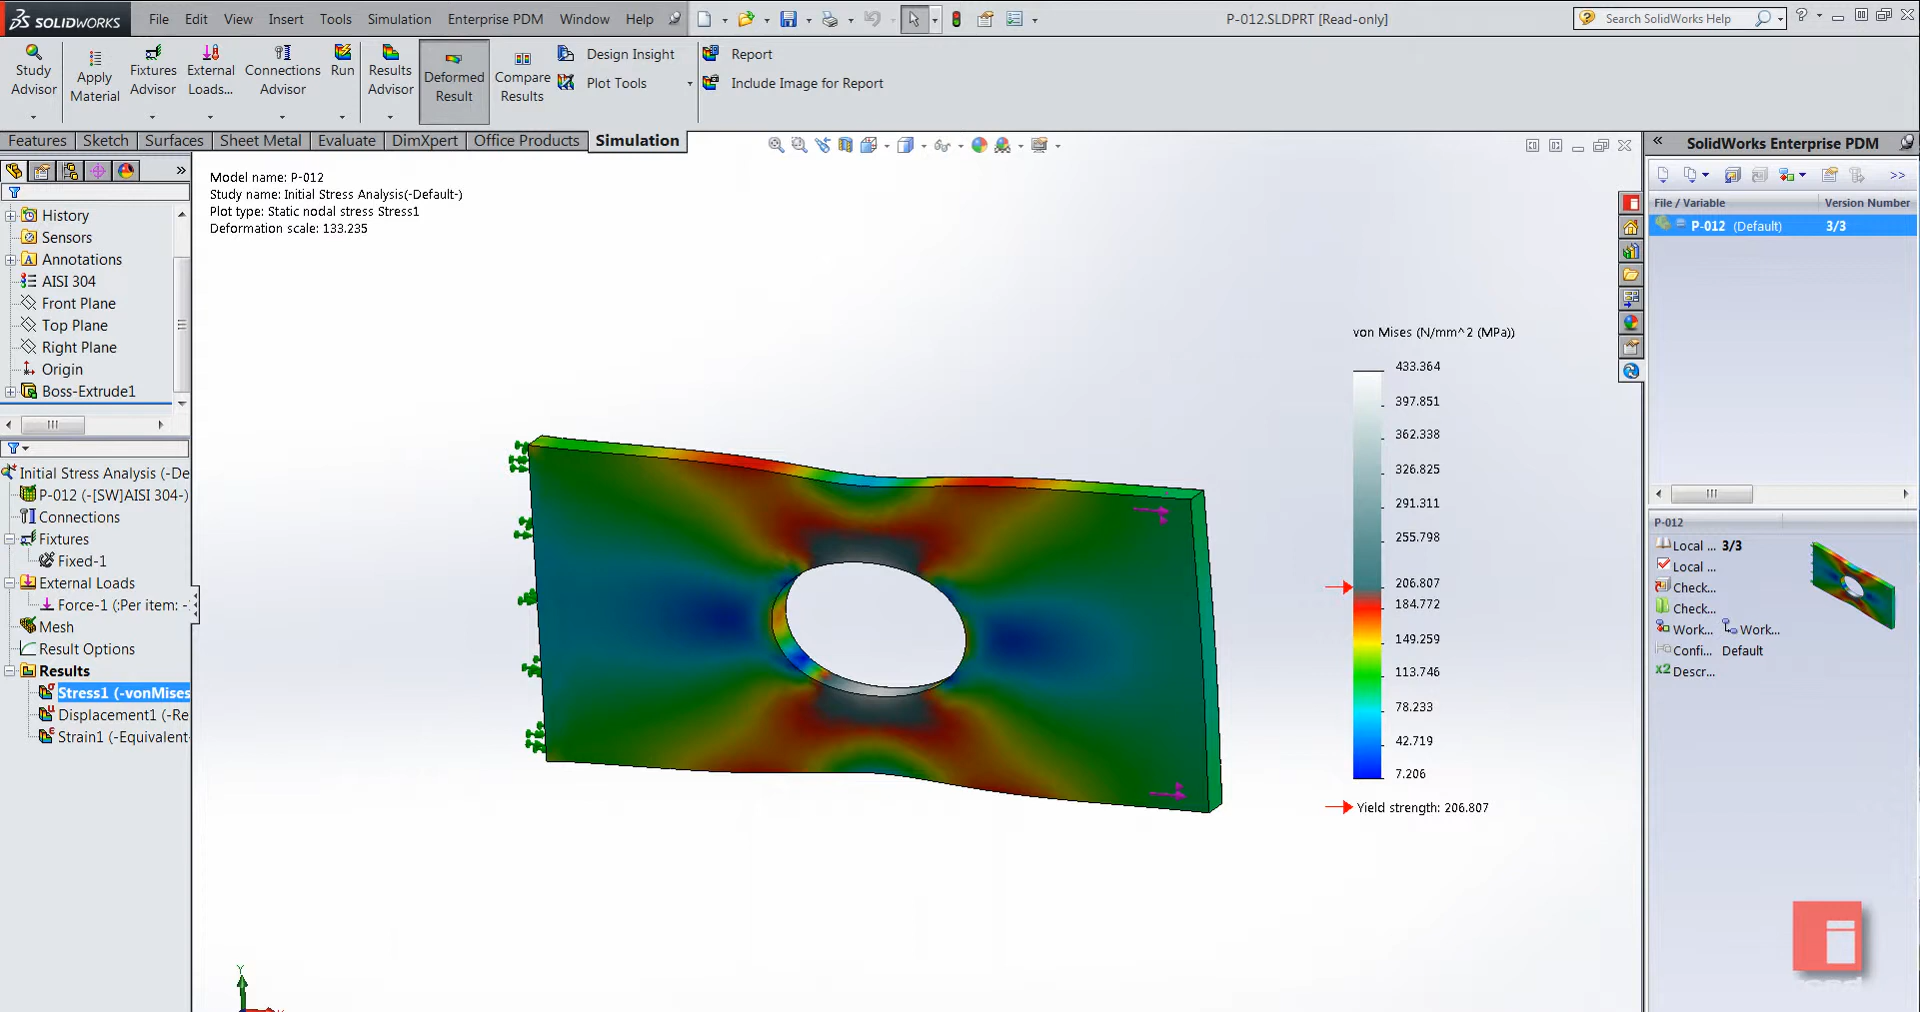 SOLIDWORKS File Edit View Insert Tools Simulation Enterprise PDM Window Help P-012.SLDPRT [Read-only] Search SolidWorks Help
Study Advisor
Apply Material
Fixtures Advisor
External Loads...
Connections Advisor
Run
Results Advisor
Deformed Result
Compare Results
Design Insight
Plot Tools
Report
Include Image for Report
Features Sketch Surfaces Sheet Metal Evaluate DimXpert Office Products Simulation
History
Sensors
Annotations
AISI 304
Front Plane
Top Plane
Right Plane
Origin
Boss-Extrude1
Initial Stress Analysis (-De
P-012 (-[SW]AISI 304-)
Connections
Fixtures
Fixed-1
External Loads
Force-1 (:Per item: -
Mesh
Result Options
Results
Stress1 (-vonMises
Displacement1 (-Re
Strain1 (-Equivalent
Model name: P-012
Study name: Initial Stress Analysis(-Default-)
Plot type: Static nodal stress Stress1
Deformation scale: 133.235
von Mises (N/mm^2 (MPa))
433.364
397.851
362.338
326.825
291.311
255.798
206.807
184.772
149.259
113.746
78.233
42.719
7.206
Yield strength: 206.807
Y
SolidWorks Enterprise PDM
File / Variable Version Number
P-012 (Default) 3/3
P-012
Local ... 3/3
Local ...
Check...
Check...
Work... Work...
Confi... Default
x2 Descr...